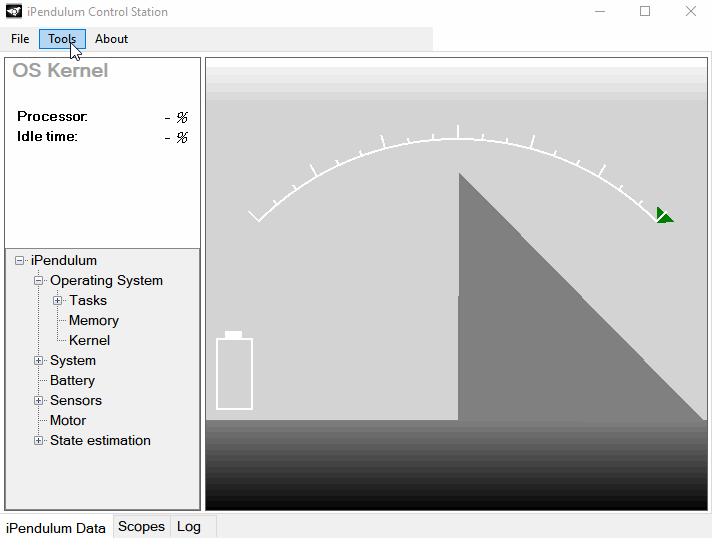 iPendulum Control Station
File Tools About
OS Kernel
Processor: - %
Idle time: - %
iPendulum
Operating System
Tasks
Memory
Kernel
System
Battery
Sensors
Motor
State estimation
iPendulum Data Scopes Log